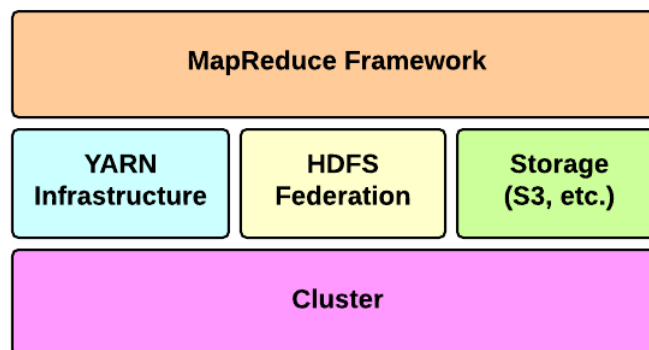 MapReduce Framework
YARN
Infrastructure
HDFS
Federation
Storage
(S3, etc.)
Cluster